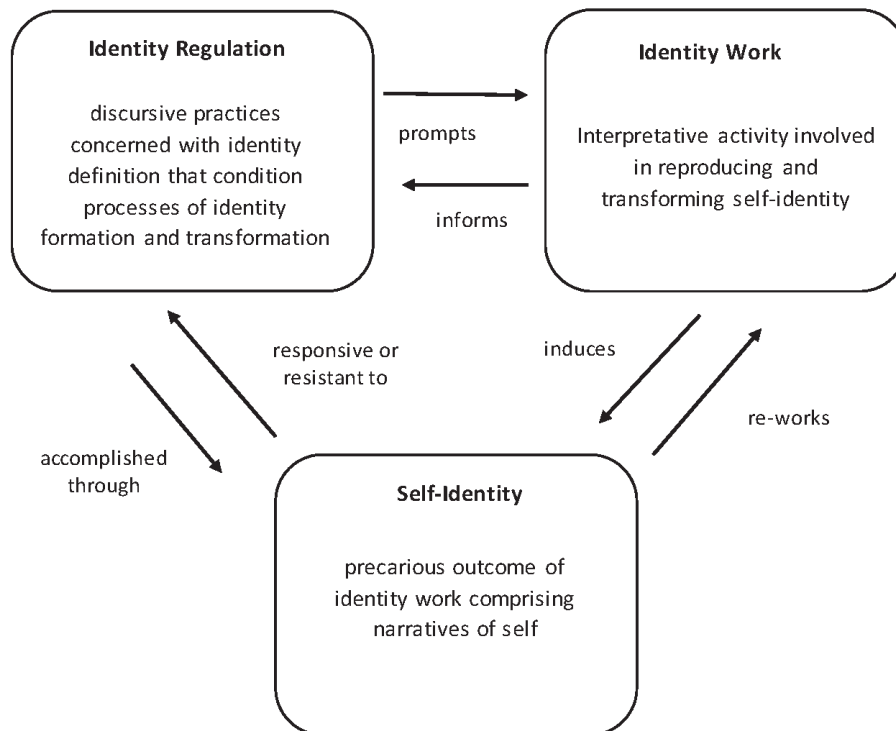 Identity Regulation
discursive practices
concerned with identity
definition that condition
processes of identity
formation and transformation
prompts
informs
Identity Work
Interpretative activity involved
in reproducing and
transforming self-identity
responsive or
resistant to
induces
re-works
accomplished
through
Self-Identity
precarious outcome of
identity work comprising
narratives of self